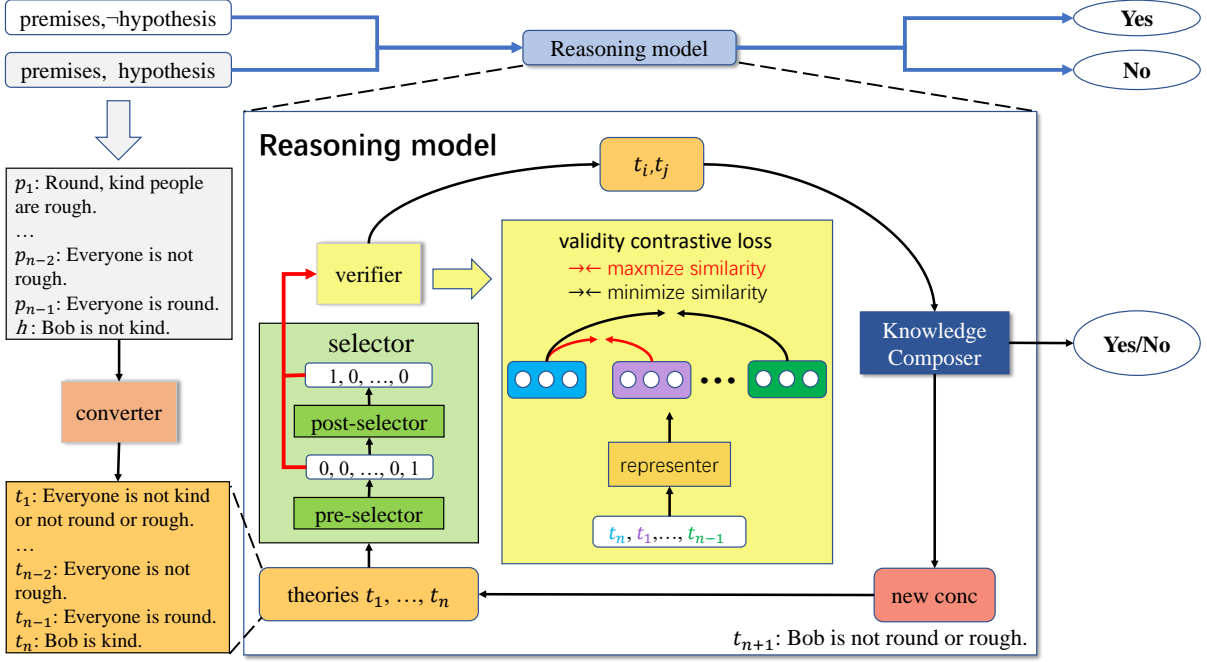 premises,¬hypothesis
premises, hypothesis
Reasoning model
Yes
No
p₁: Round, kind people
are rough.
…
pₙ₋₂: Everyone is not
rough.
pₙ₋₁: Everyone is round.
h: Bob is not kind.
converter
t₁: Everyone is not kind
or not round or rough.
…
tₙ₋₂: Everyone is not
rough.
tₙ₋₁: Everyone is round.
tₙ: Bob is kind.
Reasoning model
tᵢ,tⱼ
verifier
validity contrastive loss
→← maxmize similarity
→← minimize similarity
selector
1, 0, …, 0
post-selector
0, 0, …, 0, 1
pre-selector
representer
tₙ, t₁,…, tₙ₋₁
Knowledge
Composer
Yes/No
theories t₁, …, tₙ
new conc
tₙ₊₁: Bob is not round or rough.